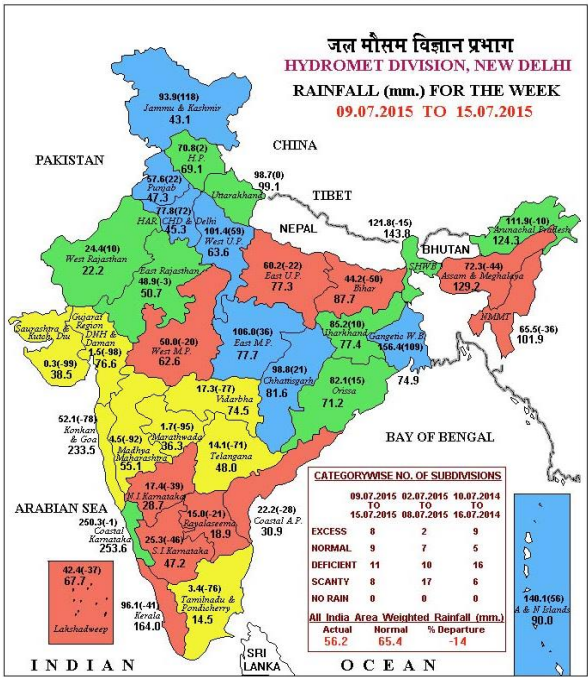 जल मौसम विज्ञान प्रभाग
HYDROMET DIVISION, NEW DELHI
RAINFALL (mm.) FOR THE WEEK
09.07.2015 TO 15.07.2015
93.9(118)
Jammu & Kashmir
43.1
CHINA
PAKISTAN
70.8(2)
H.P.
69.1
98.7(0)
99.1
Uttarakhand
TIBET
57.6(22)
Punjab
47.3
77.8(72)
HAR. CHD & Delhi
45.3
101.4(59)
West U.P.
63.6
NEPAL
121.8(-15)
143.8
BHUTAN
SHWB
111.9(-10)
Arunachal Pradesh
124.3
24.4(10)
West Rajasthan
22.2
East Rajasthan
48.9(-3)
50.7
60.2(-22)
East U.P.
77.3
44.2(-50)
Bihar
87.7
72.3(-44)
Assam & Meghalaya
129.2
NMMT
65.5(-36)
101.9
Saurashtra &
Kutch, Diu
0.3(-99)
38.5
Gujarat
Region
DNH & Daman
1.5(-98)
76.6
50.0(-20)
West M.P.
62.6
106.0(36)
East M.P.
77.7
85.2(10)
Jharkhand
77.4
Gangetic W.B.
156.4(109)
74.9
98.8(21)
Chhattisgarh
81.6
82.1(15)
Orissa
71.2
17.3(-77)
Vidarbha
74.5
52.1(-78)
Konkan
& Goa
233.5
4.5(-92)
Madhya
Maharashtra
55.1
1.7(-95)
Marathwada
36.3
14.1(-71)
Telangana
48.0
BAY OF BENGAL
ARABIAN SEA
17.4(-39)
N.I.Karnataka
28.7
15.0(-21)
Rayalaseema
18.9
22.2(-28)
Coastal A.P.
30.9
250.3(-1)
Coastal
Karnataka
253.6
25.3(-46)
S.I.Karnataka
47.2
42.4(-37)
67.7
Lakshadweep
96.1(-41)
Kerala
164.0
3.4(-76)
Tamilnadu &
Pondicherry
14.5
SRI
LANKA
140.1(56)
A & N Islands
90.0
CATEGORYWISE NO. OF SUBDIVISIONS
09.07.2015 02.07.2015 10.07.2014
TO TO TO
15.07.2015 08.07.2015 16.07.2014
EXCESS 8 2 9
NORMAL 9 7 5
DEFICIENT 11 10 16
SCANTY 8 17 6
NO RAIN 0 0 0
All India Area Weighted Rainfall (mm.)
Actual Normal % Departure
56.2 65.4 -14
INDIAN OCEAN